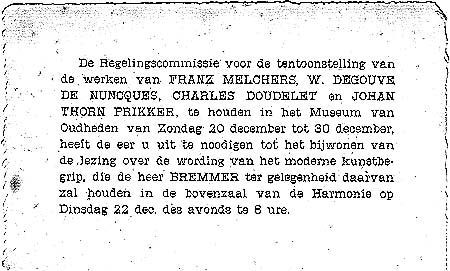 De Regelingscommissie voor de tentoonstelling van
de werken van FRANZ MELCHERS, W. DEGOUVE
DE NUNCQUES, CHARLES DOUDELET en JOHAN
THORN PRIKKER, te houden in het Museum van
Oudheden van Zondag 20 december tot 30 december,
heeft de eer u uit te noodigen tot het bijwonen van
de lezing over de wording van het moderne kunstbe-
grip, die de heer BREMMER ter gelegenheid daarvan
zal houden in de bovenzaal van de Harmonie op
Dinsdag 22 dec. des avonds te 8 ure.